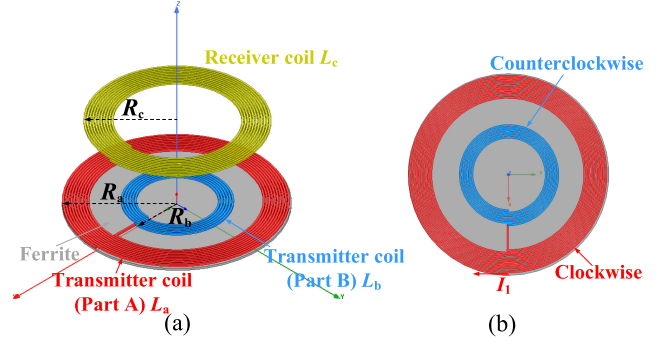 Z
Receiver coil Lc
Rc
Ra
Rb
Ferrite
Transmitter coil
(Part A) La
Transmitter coil
(Part B) Lb
Y
(a)
Counterclockwise
I1
Clockwise
(b)